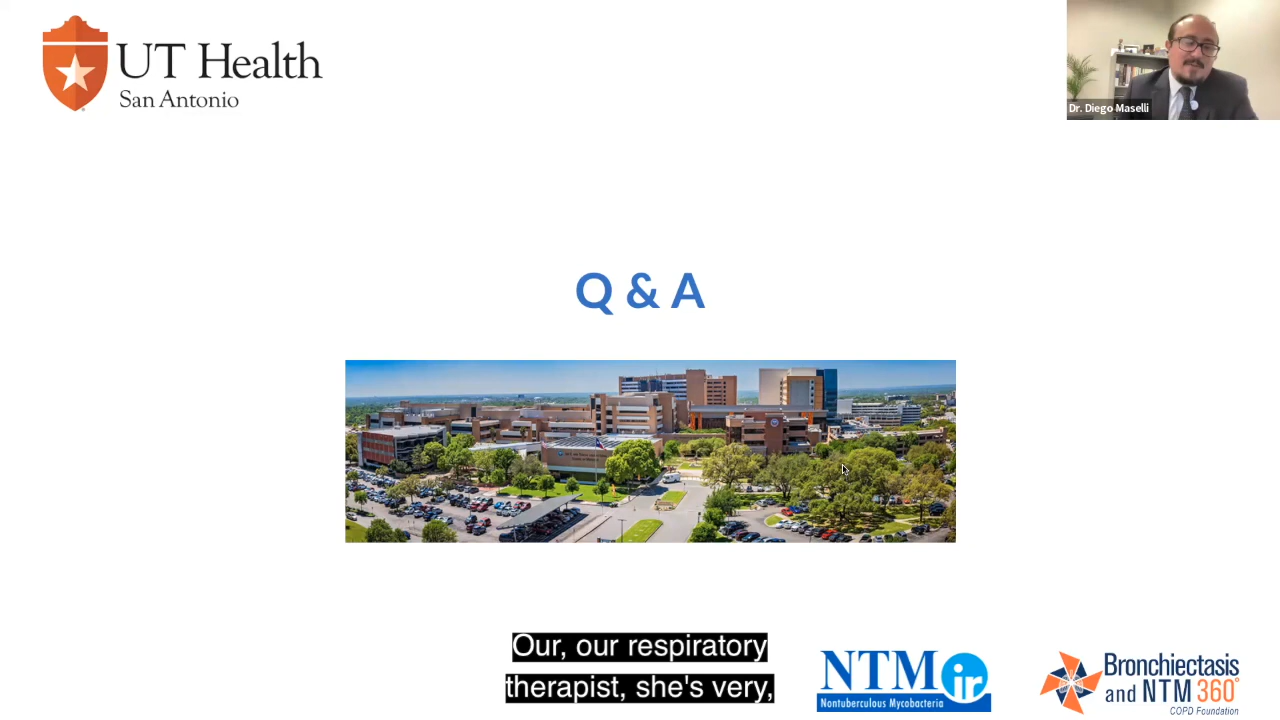 UT Health
San Antonio
Dr. Diego Maselli
Q & A
Our, our respiratory
therapist, she's very,
NTMir
Nontuberculous Mycobacteria
Bronchiectasis
and NTM 360°
COPD Foundation